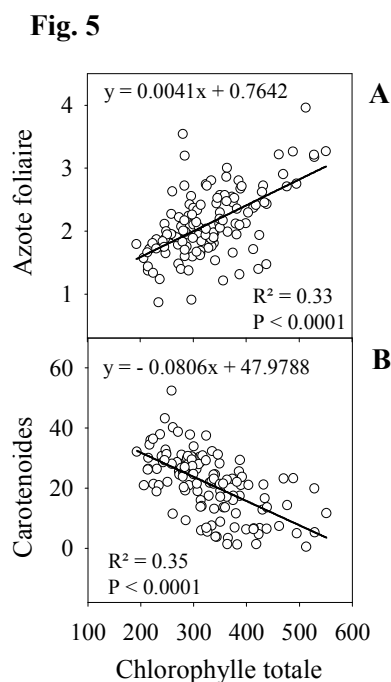 Fig. 5
A
y = 0.0041x + 0.7642
4
3
2
1
Azote foliaire
R² = 0.33
P < 0.0001
B
y = - 0.0806x + 47.9788
60
40
20
0
Carotenoides
R² = 0.35
P < 0.0001
100 200 300 400 500 600
Chlorophylle totale